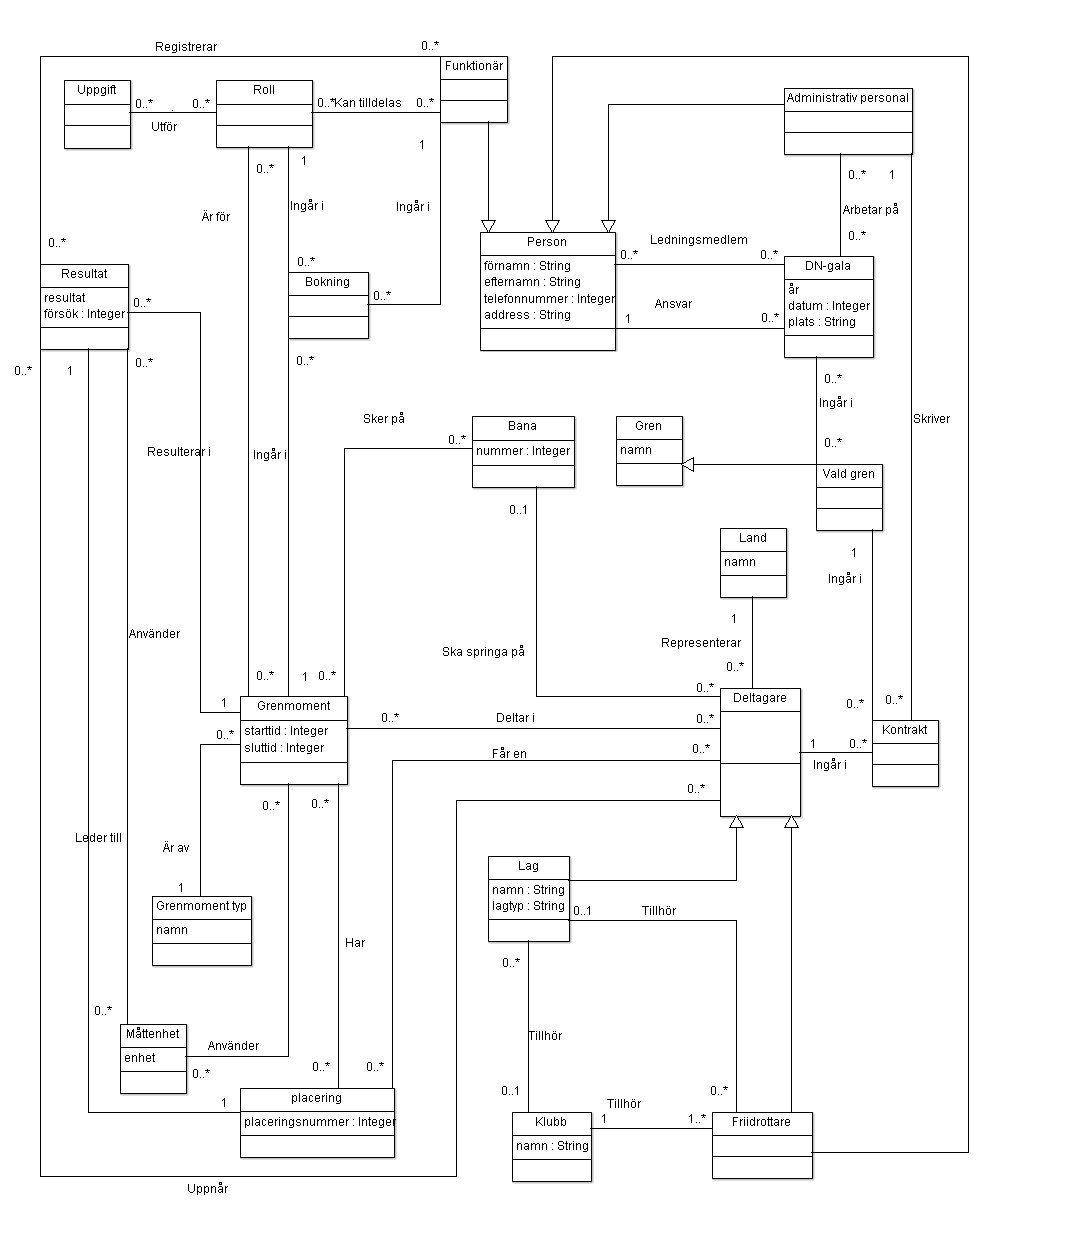 Registrerar
0..*
Funktionär
Uppgift
Roll
0..*
0..*
0..*
Kan tilldelas
0..*
Utför
Administrativ personal
0..*
1
1
0..*
1
Är för
Ingår i
Ingår i
Arbetar på
0..*
0..*
Person
Ledningsmedlem
0..*
0..*
förnamn : String
efternamn : String
telefonnummer : Integer
address : String
Ansvar
1
0..*
DN-gala
år
datum : Integer
plats : String
Resultat
resultat
försök : Integer
0..*
0..*
Bokning
0..*
0..*
1
0..*
0..*
0..*
Ingår i
0..*
Skriver
Sker på
0..*
Bana
nummer : Integer
0..1
Gren
namn
Vald gren
Resulterar i
Ingår i
1
Ingår i
Land
namn
1
Representerar
0..*
Använder
Ska springa på
0..*
0..*
1
0..*
1
Grenmoment
starttid : Integer
sluttid : Integer
0..*
0..*
Deltar i
0..*
Deltagare
0..*
0..*
Kontrakt
1
0..*
Ingår i
Får en
0..*
0..*
0..*
0..*
Leder till
Är av
1
Grenmoment typ
namn
Lag
namn : String
lagtyp : String
0..1
Tillhör
0..*
Har
0..*
Måttenhet
enhet
Använder
0..*
Tillhör
0..*
0..*
0..1
0..*
1
placering
placeringsnummer : Integer
Klubb
namn : String
1
Tillhör
1..*
Friidrottare
Uppnår